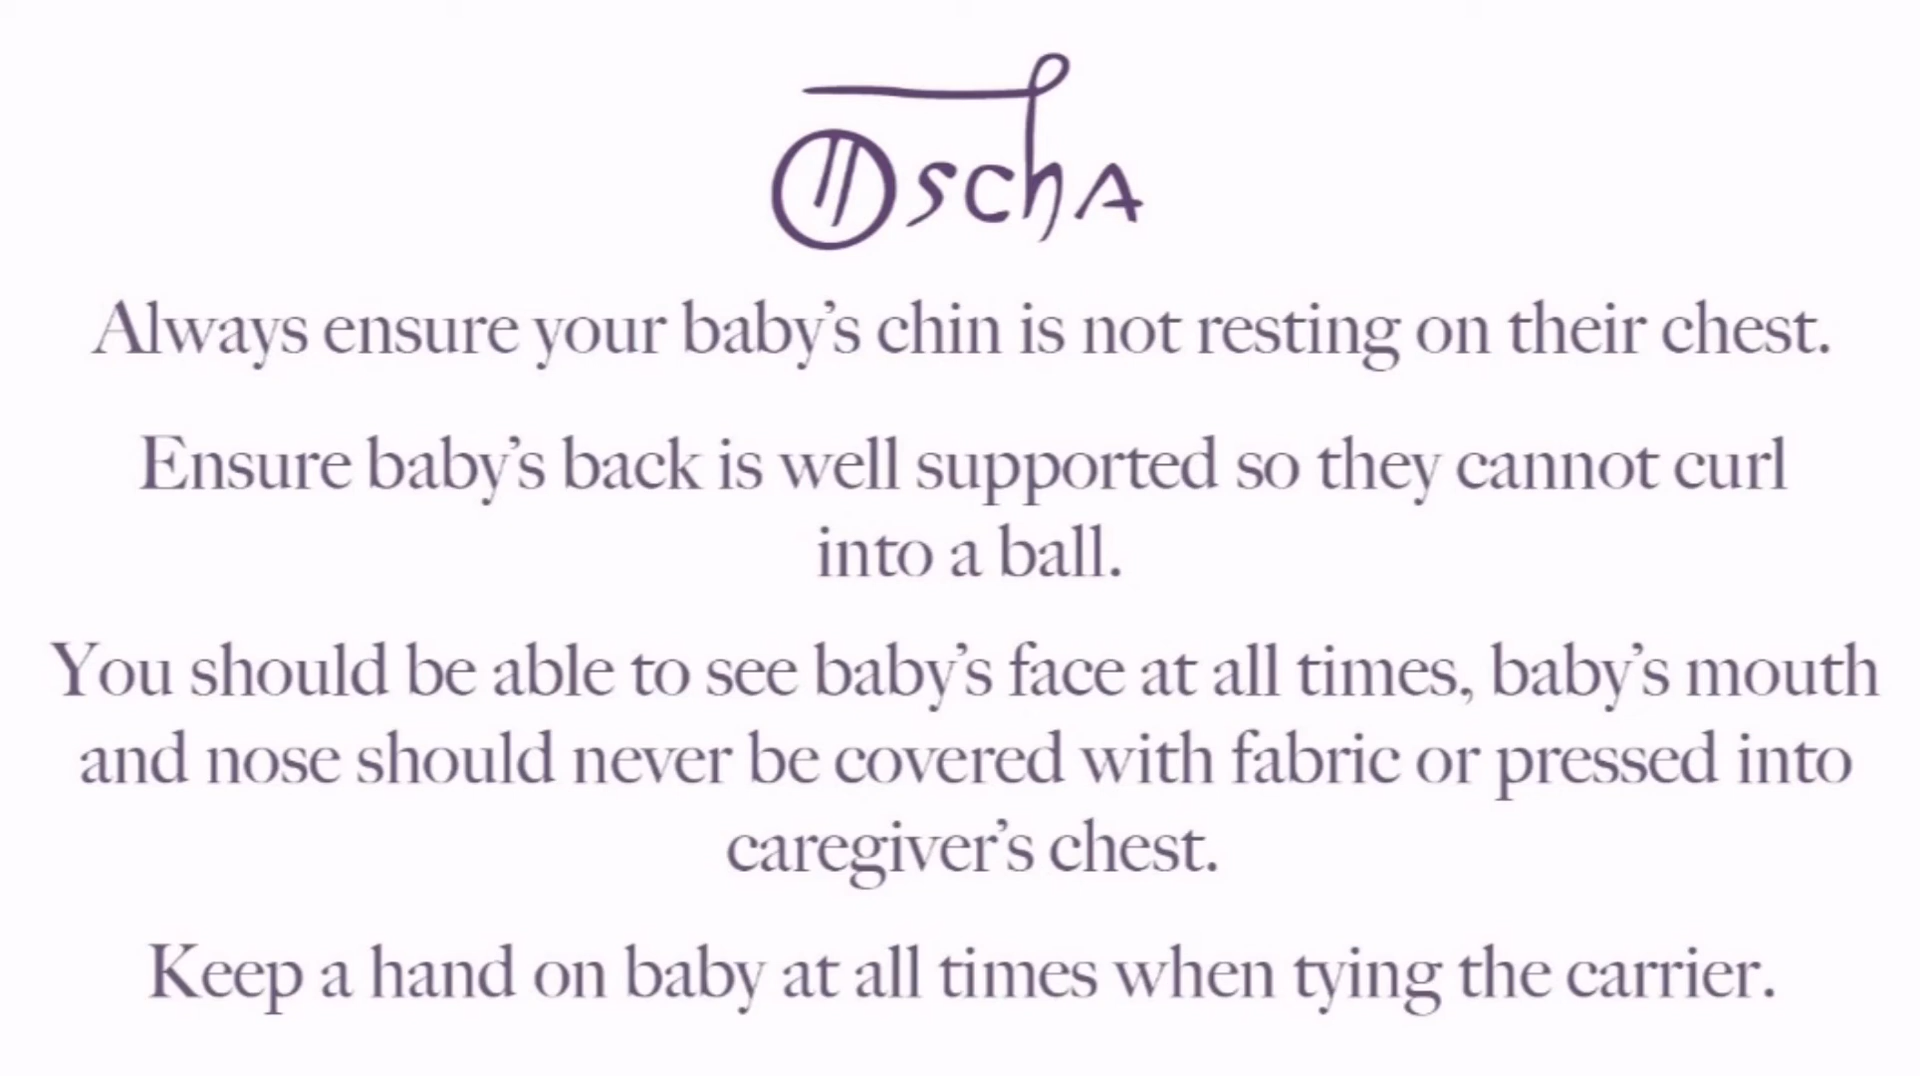 Oscha
Always ensure your baby’s chin is not resting on their chest.
Ensure baby’s back is well supported so they cannot curl
into a ball.
You should be able to see baby’s face at all times, baby’s mouth
and nose should never be covered with fabric or pressed into
caregiver’s chest.
Keep a hand on baby at all times when tying the carrier.